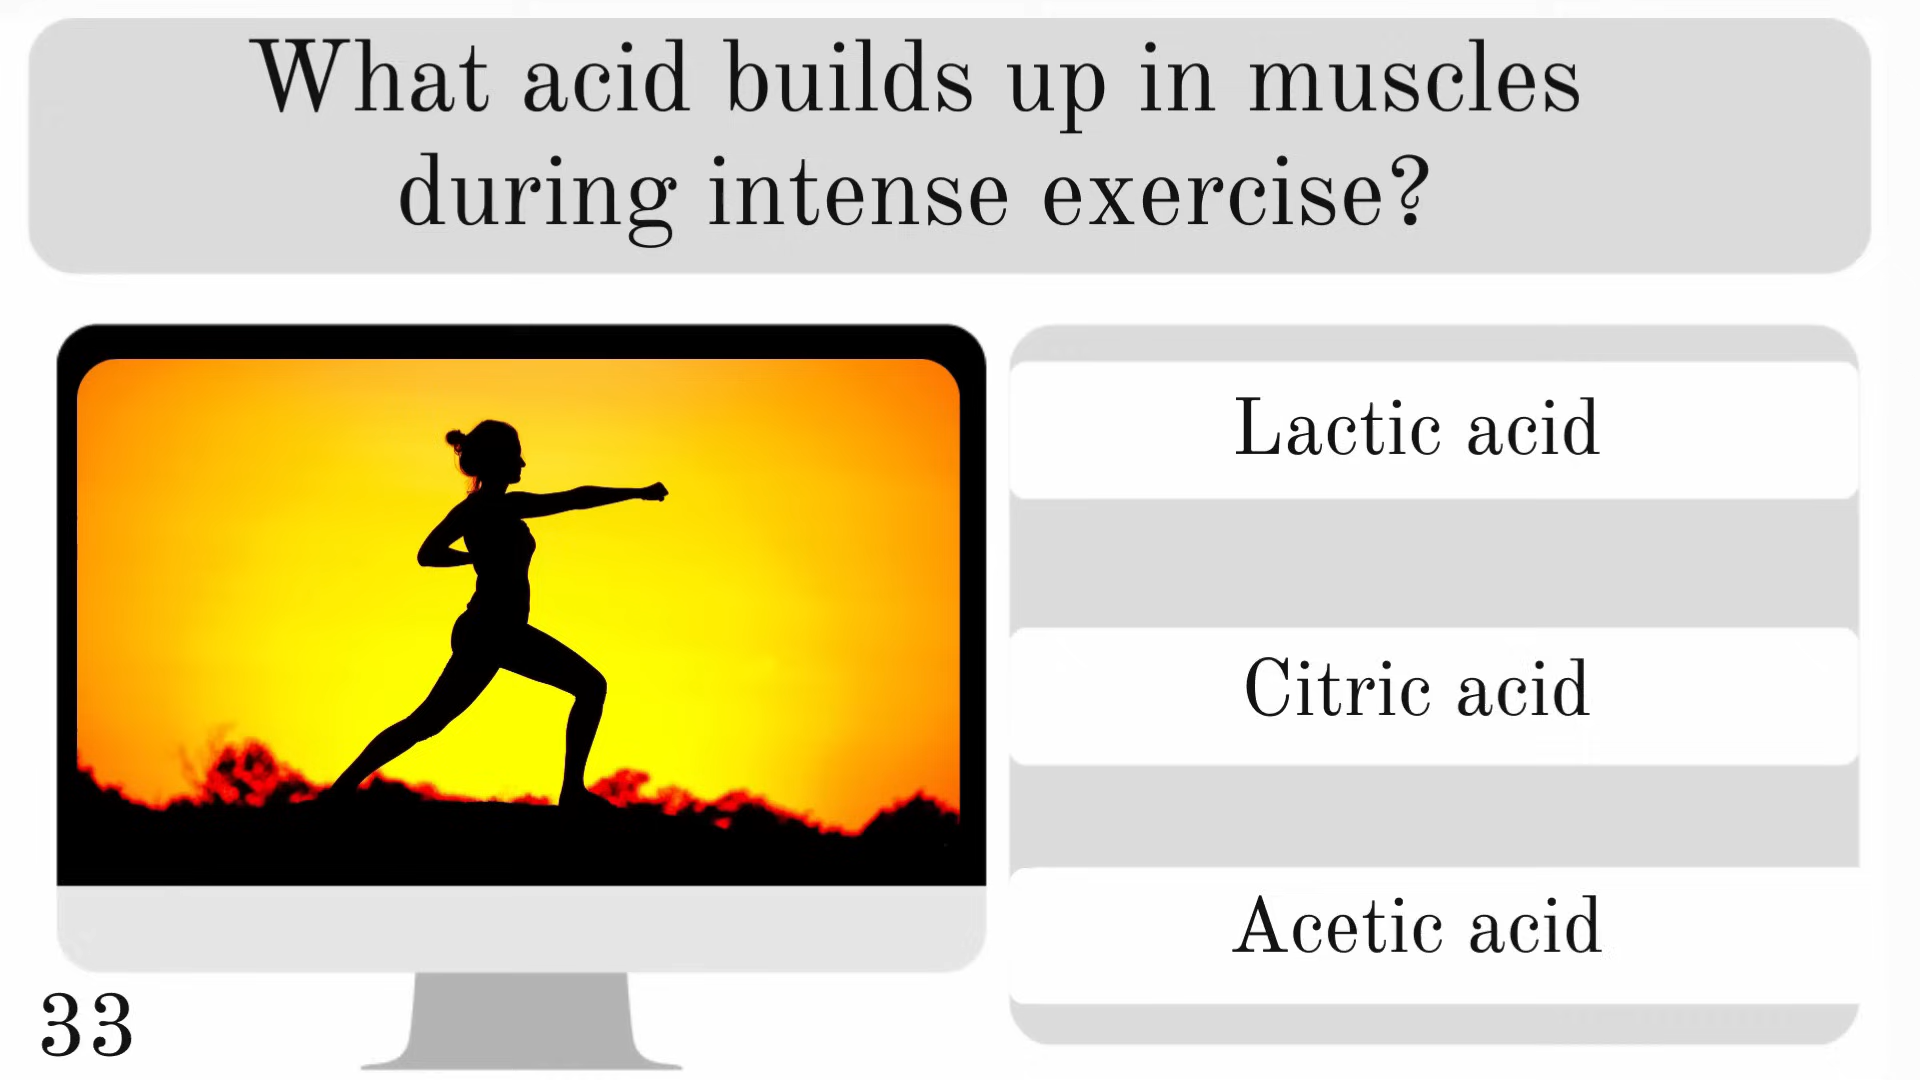 What acid builds up in muscles
during intense exercise?
Lactic acid
Citric acid
Acetic acid
33